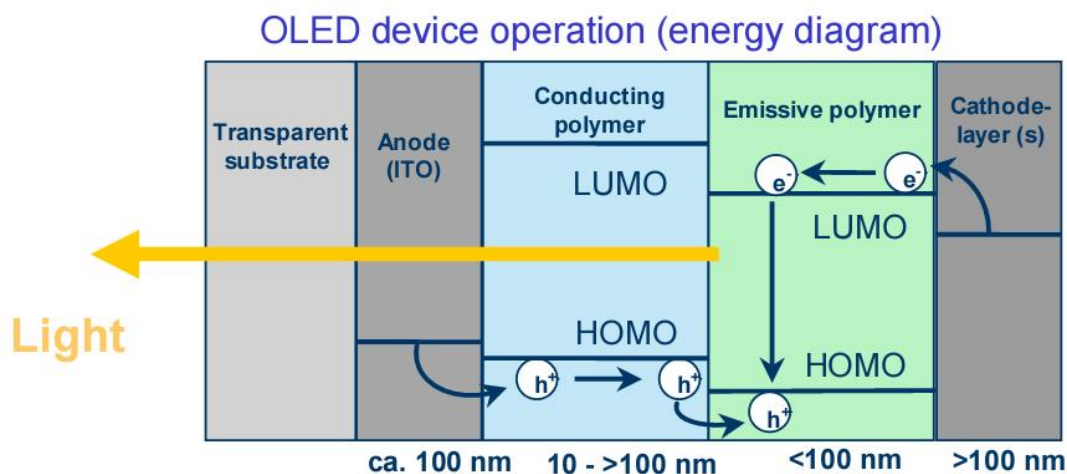 OLED device operation (energy diagram)
Transparent
substrate
Anode
(ITO)
Conducting
polymer
Emissive polymer
Cathode-
layer (s)
LUMO
e-
e-
LUMO
Light
HOMO
HOMO
h+
h+
h+
ca. 100 nm
10 - >100 nm
<100 nm
>100 nm